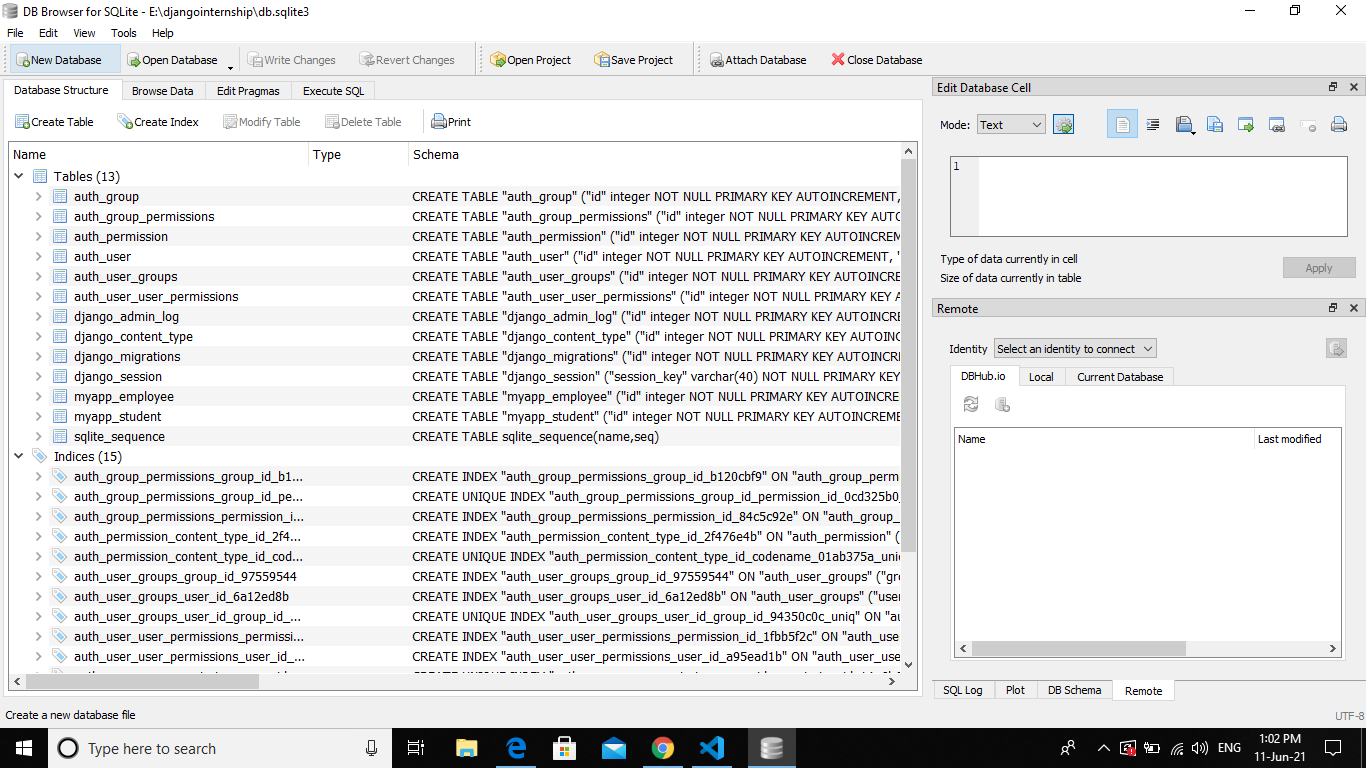 DB Browser for SQLite - E:\djangointernship\db.sqlite3
File Edit View Tools Help
New Database Open Database Write Changes Revert Changes Open Project Save Project Attach Database Close Database
Database Structure Browse Data Edit Pragmas Execute SQL
Create Table Create Index Modify Table Delete Table Print
Name Type Schema
Tables (13)
auth_group CREATE TABLE "auth_group" ("id" integer NOT NULL PRIMARY KEY AUTOINCREMENT,
auth_group_permissions CREATE TABLE "auth_group_permissions" ("id" integer NOT NULL PRIMARY KEY AUTO
auth_permission CREATE TABLE "auth_permission" ("id" integer NOT NULL PRIMARY KEY AUTOINCREM
auth_user CREATE TABLE "auth_user" ("id" integer NOT NULL PRIMARY KEY AUTOINCREMENT, "
auth_user_groups CREATE TABLE "auth_user_groups" ("id" integer NOT NULL PRIMARY KEY AUTOINCRE
auth_user_user_permissions CREATE TABLE "auth_user_user_permissions" ("id" integer NOT NULL PRIMARY KEY A
django_admin_log CREATE TABLE "django_admin_log" ("id" integer NOT NULL PRIMARY KEY AUTOINCRE
django_content_type CREATE TABLE "django_content_type" ("id" integer NOT NULL PRIMARY KEY AUTOINCR
django_migrations CREATE TABLE "django_migrations" ("id" integer NOT NULL PRIMARY KEY AUTOINCRE
django_session CREATE TABLE "django_session" ("session_key" varchar(40) NOT NULL PRIMARY KEY
myapp_employee CREATE TABLE "myapp_employee" ("id" integer NOT NULL PRIMARY KEY AUTOINCRE
myapp_student CREATE TABLE "myapp_student" ("id" integer NOT NULL PRIMARY KEY AUTOINCREME
sqlite_sequence CREATE TABLE sqlite_sequence(name,seq)
Indices (15)
auth_group_permissions_group_id_b1... CREATE INDEX "auth_group_permissions_group_id_b120cbf9" ON "auth_group_perm
auth_group_permissions_group_id_pe... CREATE UNIQUE INDEX "auth_group_permissions_group_id_permission_id_0cd325b0_
auth_group_permissions_permission_i... CREATE INDEX "auth_group_permissions_permission_id_84c5c92e" ON "auth_group_
auth_permission_content_type_id_2f4... CREATE INDEX "auth_permission_content_type_id_2f476e4b" ON "auth_permission" (
auth_permission_content_type_id_cod... CREATE UNIQUE INDEX "auth_permission_content_type_id_codename_01ab375a_uniq
auth_user_groups_group_id_97559544 CREATE INDEX "auth_user_groups_group_id_97559544" ON "auth_user_groups" ("gr
auth_user_groups_user_id_6a12ed8b CREATE INDEX "auth_user_groups_user_id_6a12ed8b" ON "auth_user_groups" ("user
auth_user_groups_user_id_group_id_... CREATE UNIQUE INDEX "auth_user_groups_user_id_group_id_94350c0c_uniq" ON "au
auth_user_user_permissions_permissi... CREATE INDEX "auth_user_user_permissions_permission_id_1fbb5f2c" ON "auth_use
auth_user_user_permissions_user_id_... CREATE INDEX "auth_user_user_permissions_user_id_a95ead1b" ON "auth_user_use
Edit Database Cell
Mode: Text
1
Type of data currently in cell
Size of data currently in table
Apply
Remote
Identity Select an identity to connect
DBHub.io Local Current Database
Name Last modified
SQL Log Plot DB Schema Remote
Create a new database file UTF-8
Type here to search
ENG
1:02 PM
11-Jun-21